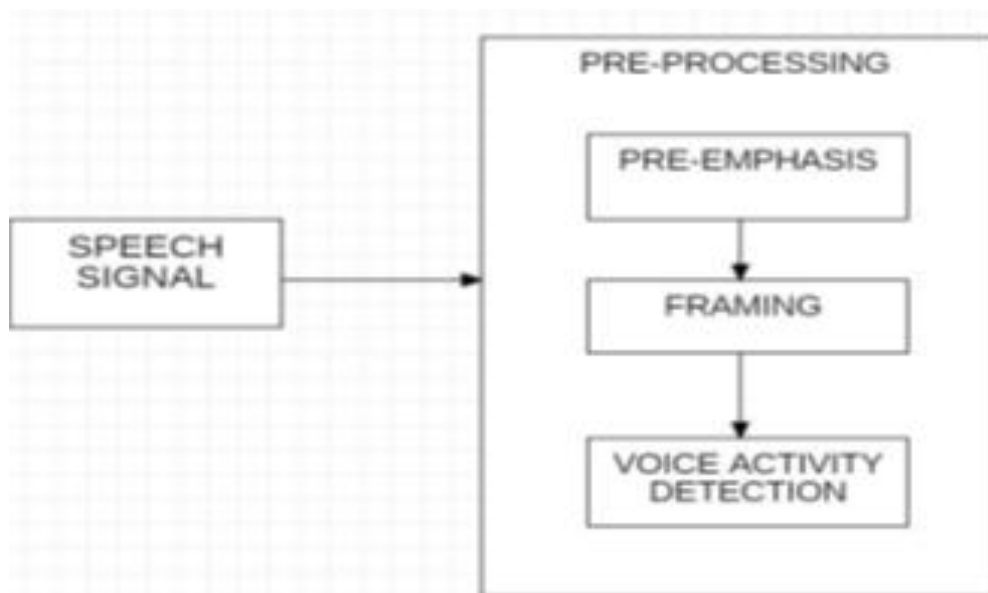 PRE-PROCESSING
PRE-EMPHASIS
SPEECH
SIGNAL
FRAMING
VOICE ACTIVITY
DETECTION